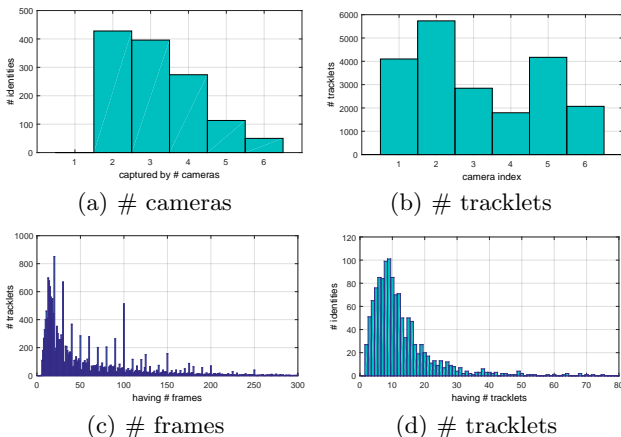 500
400
300
200
100
0
# identities
1 2 3 4 5 6
captured by # cameras
(a) # cameras
6000
5000
4000
3000
2000
1000
0
# tracklets
1 2 3 4 5 6
camera index
(b) # tracklets
1000
800
600
400
200
0
# tracklets
0 50 100 150 200 250 300
having # frames
(c) # frames
120
100
80
60
40
20
0
# identities
0 10 20 30 40 50 60 70 80
having # tracklets
(d) # tracklets